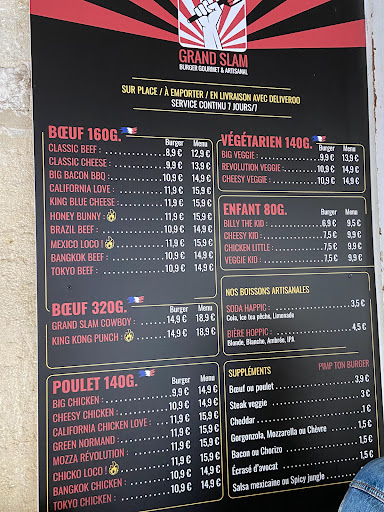 GRAND SLAM
BURGER GOURMET & ARTISANAL
SUR PLACE / À EMPORTER / EN LIVRAISON AVEC DELIVEROO
SERVICE CONTINU 7 JOURS/7
BŒUF 160G. Burger Menu
CLASSIC BEEF : 8,9 € 12,9 €
CLASSIC CHEESE : 9,9 € 13,9 €
BIG BACON BBQ 10,9 € 14,9 €
CALIFORNIA LOVE : 11,9 € 15,9 €
KING BLUE CHEESE : 11,9 € 15,9 €
HONEY BUNNY : 11,9 € 15,9 €
BRAZIL BEEF : 10,9 € 14,9 €
MEXICO LOCO ! 11,9 € 15,9 €
BANGKOK BEEF : 10,9 € 14,9 €
TOKYO BEEF : 10,9 € 14,9 €
BŒUF 320G. Burger Menu
GRAND SLAM COWBOY : 14,9 € 18,9 €
KING KONG PUNCH : 14,9 € 18,9 €
POULET 140G. Burger Menu
BIG CHICKEN : 9,9 € 14,9 €
CHEESY CHICKEN : 10,9 € 14,9 €
CALIFORNIA CHICKEN LOVE : 11,9 € 15,9 €
GREEN NORMAND : 11,9 € 15,9 €
MOZZA RÉVOLUTION : 11,9 € 15,9 €
CHICKO LOCO ! 11,9 € 15,9 €
BANGKOK CHICKEN : 10,9 € 14,9 €
TOKYO CHICKEN : 10,9 € 14,9 €
VÉGÉTARIEN 140G. Burger Menu
BIG VEGGIE : 9,9 € 13,9 €
REVOLUTION VEGGIE : 10,9 € 14,9 €
CHEESY VEGGIE : 10,9 € 14,9 €
ENFANT 80G. Burger Menu
BILLY THE KID : 6,9 € 9,5 €
CHEESY KID : 7,5 € 9,9 €
CHICKEN LITTLE : 7,5 € 9,9 €
VEGGIE KID : 7,5 € 9,9 €
NOS BOISSONS ARTISANALES
SODA HAPPIC 3,5 €
Cola, Ice tea pêche, Limonade
BIÈRE HOPPIC 4,5 €
Blonde, Blanche, Ambrée, IPA
SUPPLÉMENTS PIMP TON BURGER
Bœuf ou poulet 3,9 €
Steak veggie 3 €
Cheddar 1 €
Gorgonzola, Mozzarella ou Chèvre 1,5 €
Bacon ou Chorizo 1,5 €
Écrasé d'avocat 1,5 €
Salsa mexicaine ou Spicy jungle 1,5 €